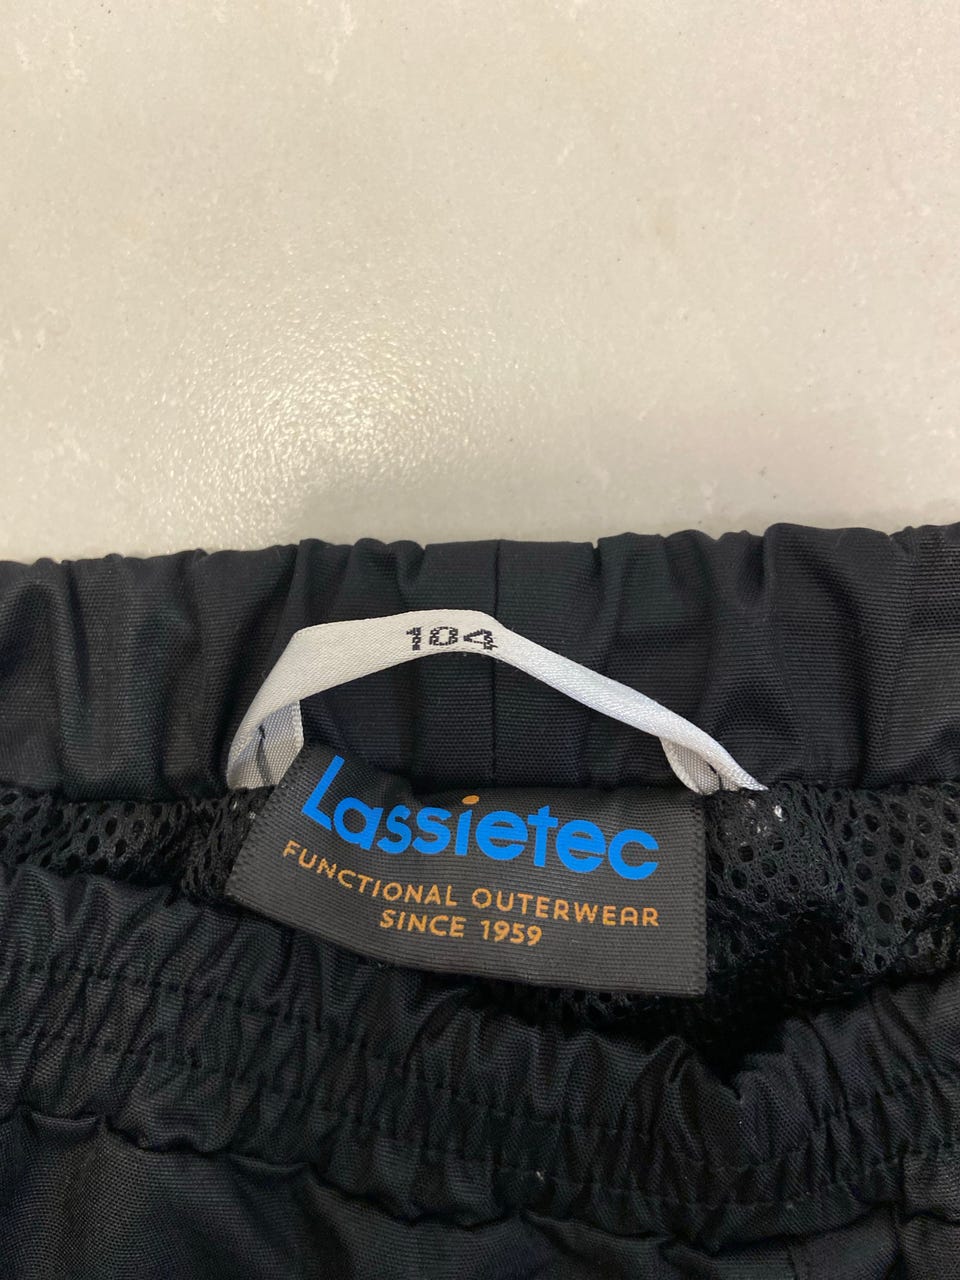 104
Lassietec
FUNCTIONAL OUTERWEAR
SINCE 1959